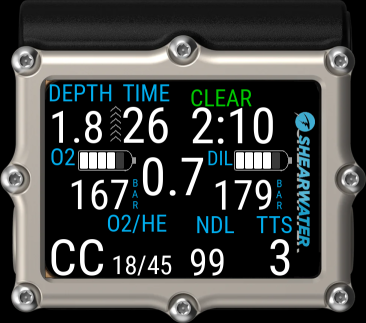 DEPTH TIME CLEAR
1.8 26 2:10
O2 0.7 DIL
167 BAR 179 BAR
O2/HE NDL TTS
CC 18/45 99 3
SHEARWATER